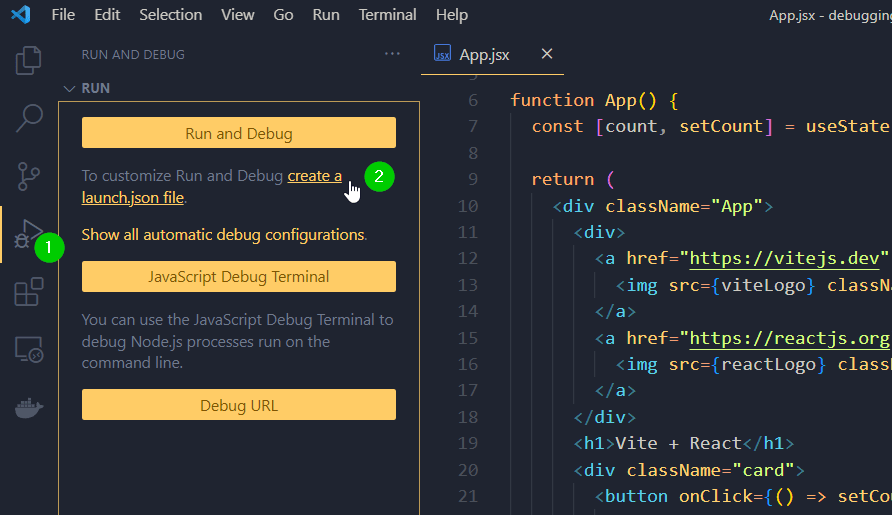 File Edit Selection View Go Run Terminal Help App.jsx - debugging
RUN AND DEBUG ···
RUN
Run and Debug
To customize Run and Debug create a
launch.json file.
2
Show all automatic debug configurations.
1
JavaScript Debug Terminal
You can use the JavaScript Debug Terminal to
debug Node.js processes run on the
command line.
Debug URL
JSX App.jsx
5
6 function App() {
7 const [count, setCount] = useState
8
9 return (
10 <div className="App">
11 <div>
12 <a href="https://vitejs.dev"
13 <img src={viteLogo} classNa
14 </a>
15 <a href="https://reactjs.org
16 <img src={reactLogo} class
17 </a>
18 </div>
19 <h1>Vite + React</h1>
20 <div className="card">
21 <button onClick={() => setCou